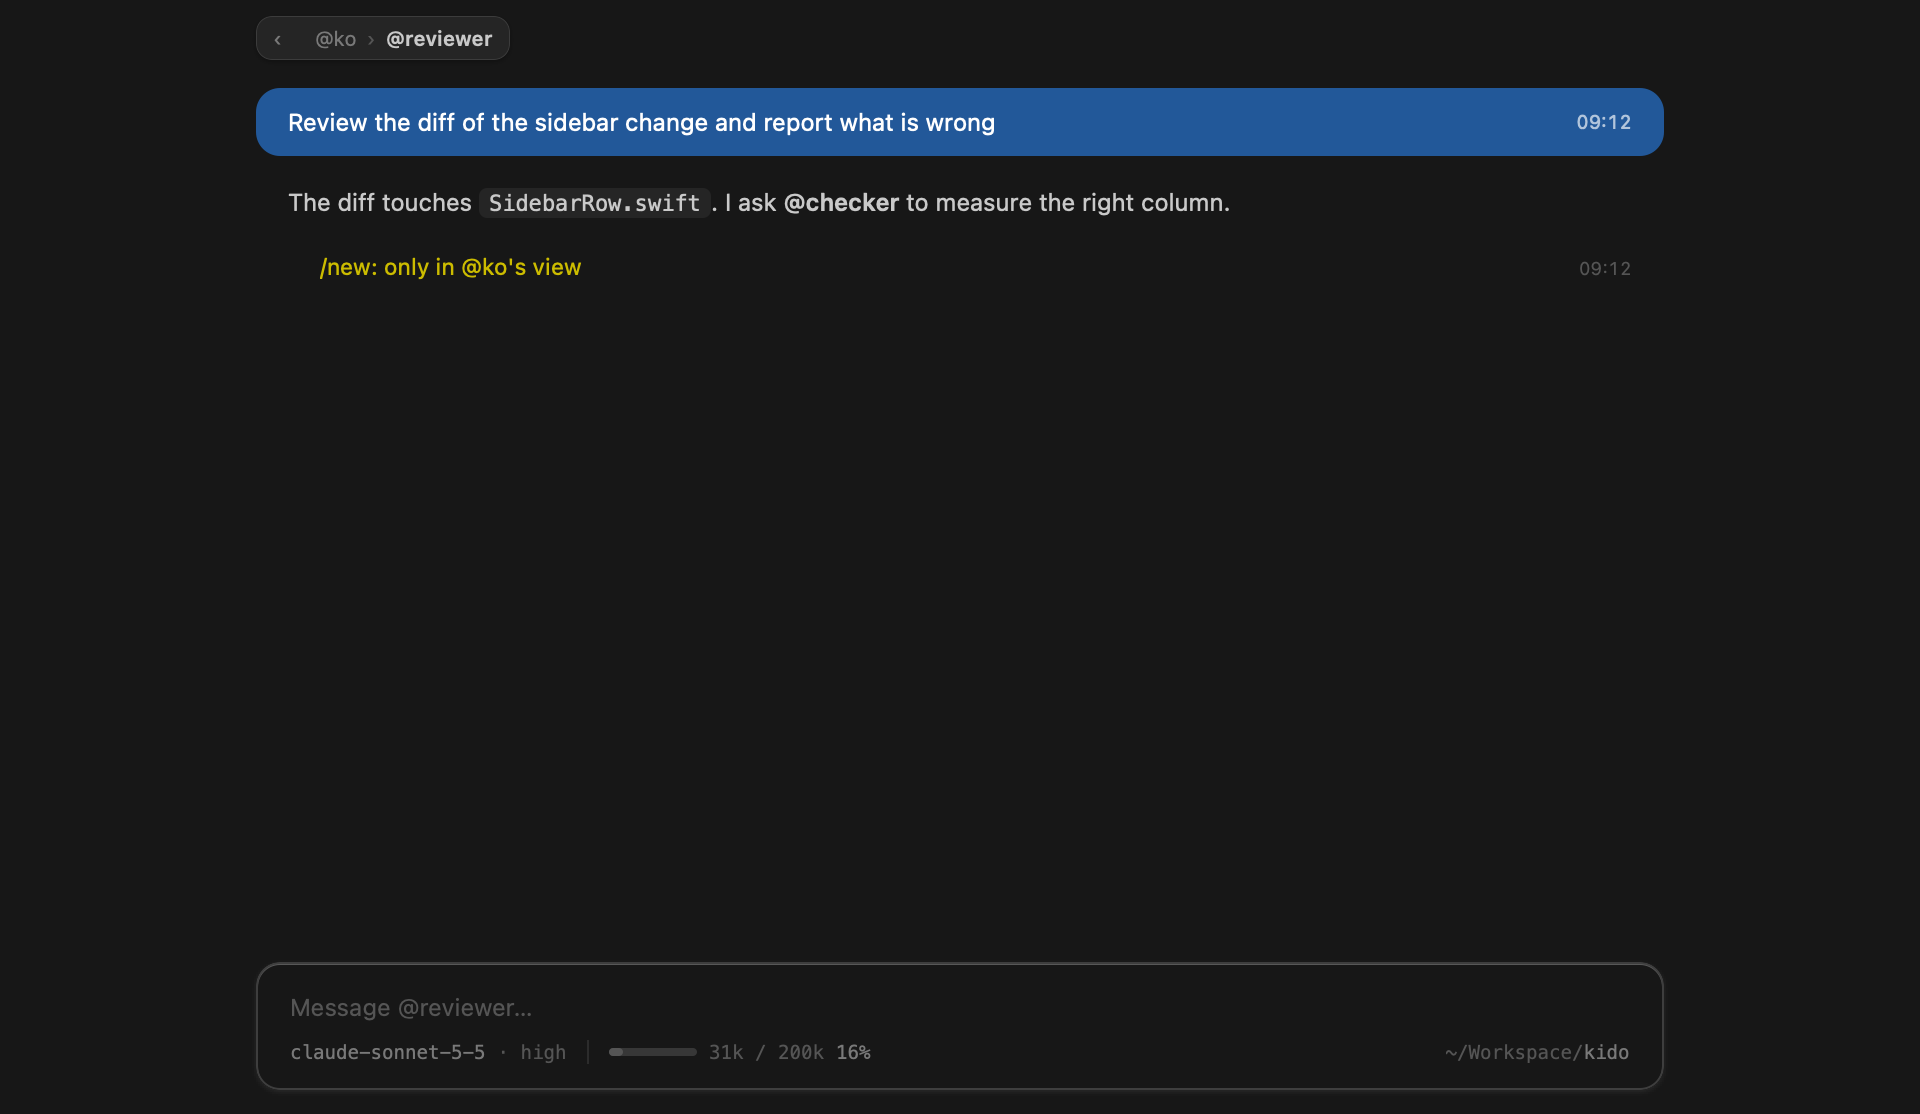 ‹ @ko › @reviewer
Review the diff of the sidebar change and report what is wrong 09:12
The diff touches SidebarRow.swift. I ask @checker to measure the right column.
/new: only in @ko's view 09:12
Message @reviewer…
claude-sonnet-5-5 · high 31k / 200k 16% ~/Workspace/kido